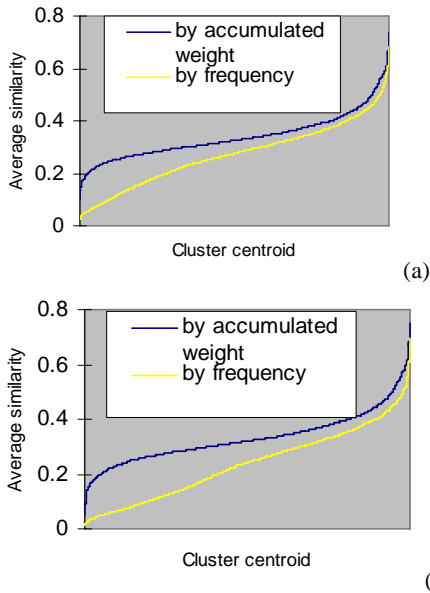 0.8
by accumulated
weight
by frequency
0.6
0.4
0.2
0
Average similarity
Cluster centroid
(a)
0.8
by accumulated
weight
by frequency
0.6
0.4
0.2
0
Average similarity
Cluster centroid
(